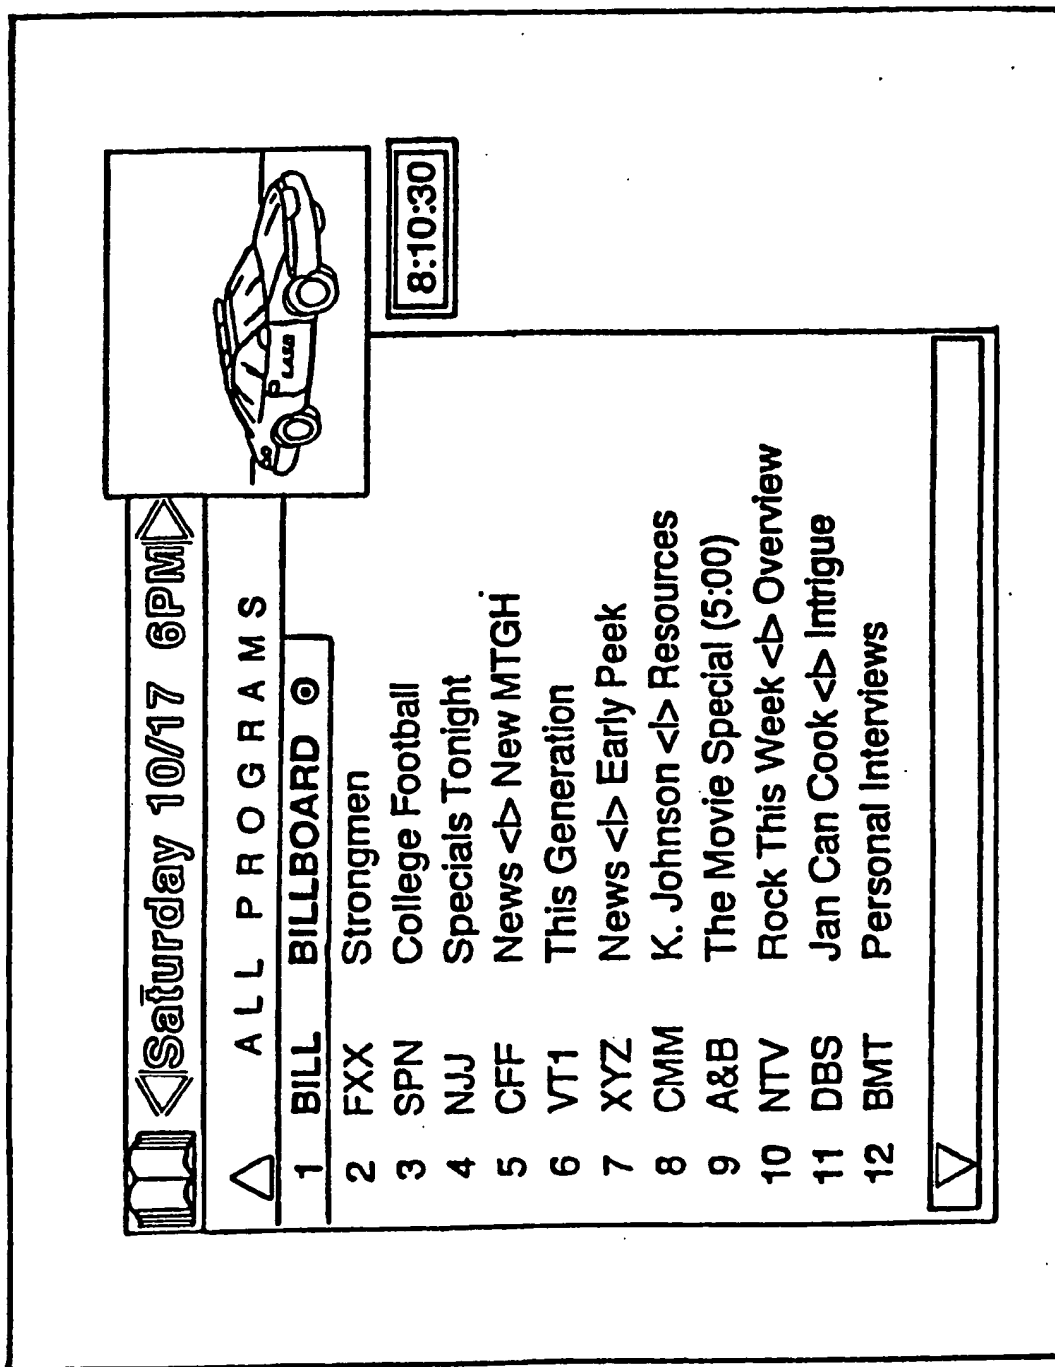 Saturday 10/17 6PM
ALL PROGRAMS
1 BILL BILLBOARD
2 FXX Strongmen
3 SPN College Football
4 NJJ Specials Tonight
5 CFF News <|> New MTGH
6 VT1 This Generation
7 XYZ News <|> Early Peek
8 CMM K. Johnson <|> Resources
9 A&B The Movie Special (5:00)
10 NTV Rock This Week <|> Overview
11 DBS Jan Can Cook <|> Intrigue
12 BMT Personal Interviews
8:10:30